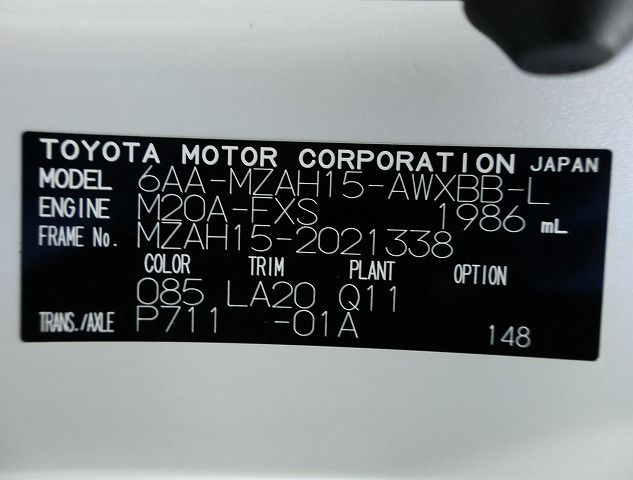 TOYOTA MOTOR CORPORATION JAPAN
MODEL 6AA-MZAH15-AWXBB-L
ENGINE M20A-FXS 1986 mL
FRAME No. MZAH15-2021338
COLOR TRIM PLANT OPTION
085 LA20 Q11
TRANS./AXLE P711 -01A 148